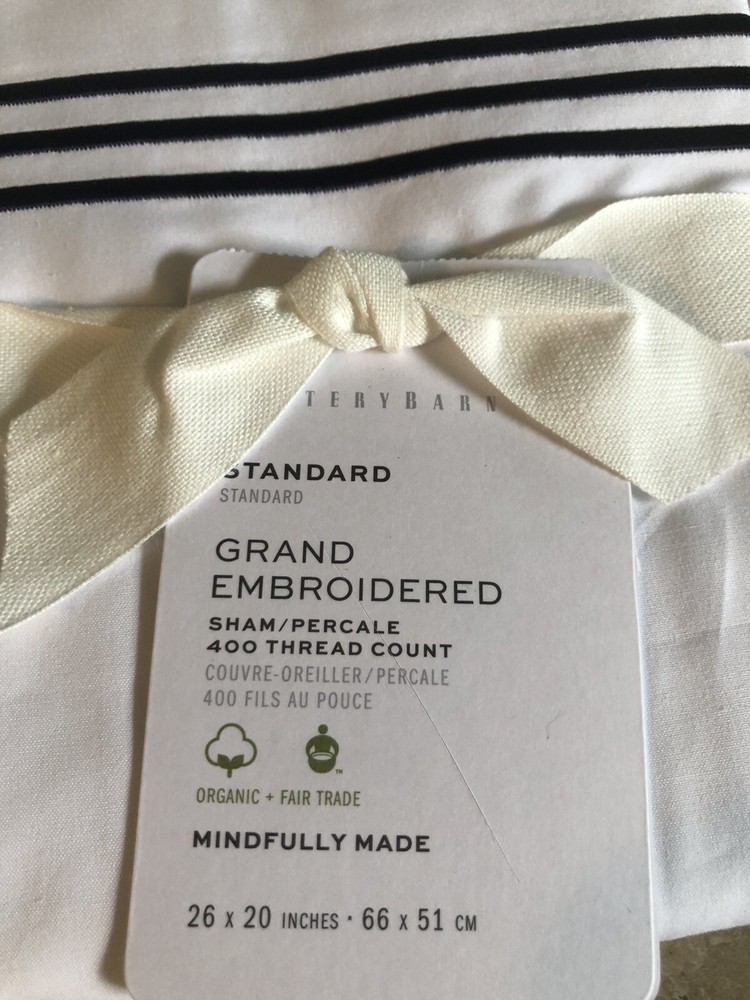 TERYBARN
STANDARD
STANDARD
GRAND
EMBROIDERED
SHAM/PERCALE
400 THREAD COUNT
COUVRE-OREILLER/PERCALE
400 FILS AU POUCE
TM
ORGANIC + FAIR TRADE
MINDFULLY MADE
26 X 20 INCHES · 66 X 51 CM